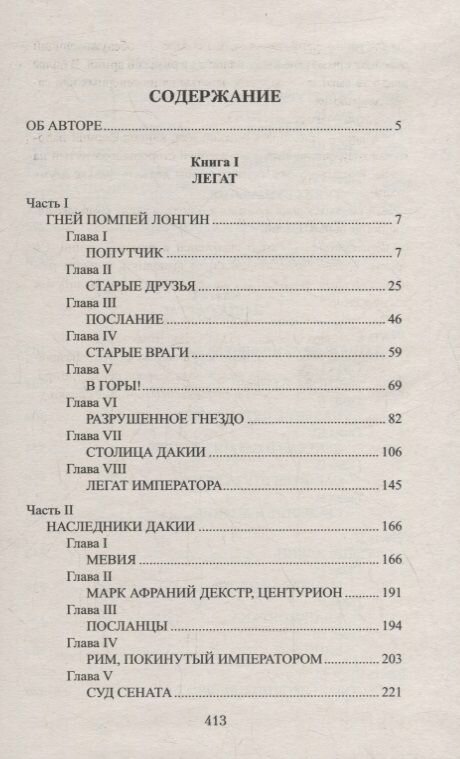 СОДЕРЖАНИЕ
ОБ АВТОРЕ 5
Книга I
ЛЕГАТ
Часть I
ГНЕЙ ПОМПЕЙ ЛОНГИН 7
Глава I
ПОПУТЧИК 7
Глава II
СТАРЫЕ ДРУЗЬЯ 25
Глава III
ПОСЛАНИЕ 46
Глава IV
СТАРЫЕ ВРАГИ 59
Глава V
В ГОРЫ! 69
Глава VI
РАЗРУШЕННОЕ ГНЕЗДО 82
Глава VII
СТОЛИЦА ДАКИИ 106
Глава VIII
ЛЕГАТ ИМПЕРАТОРА 145
Часть II
НАСЛЕДНИКИ ДАКИИ 166
Глава I
МЕВИЯ 166
Глава II
МАРК АФРАНИЙ ДЕКСТР, ЦЕНТУРИОН 191
Глава III
ПОСЛАНЦЫ 194
Глава IV
РИМ, ПОКИНУТЫЙ ИМПЕРАТОРОМ 203
Глава V
СУД СЕНАТА 221
413